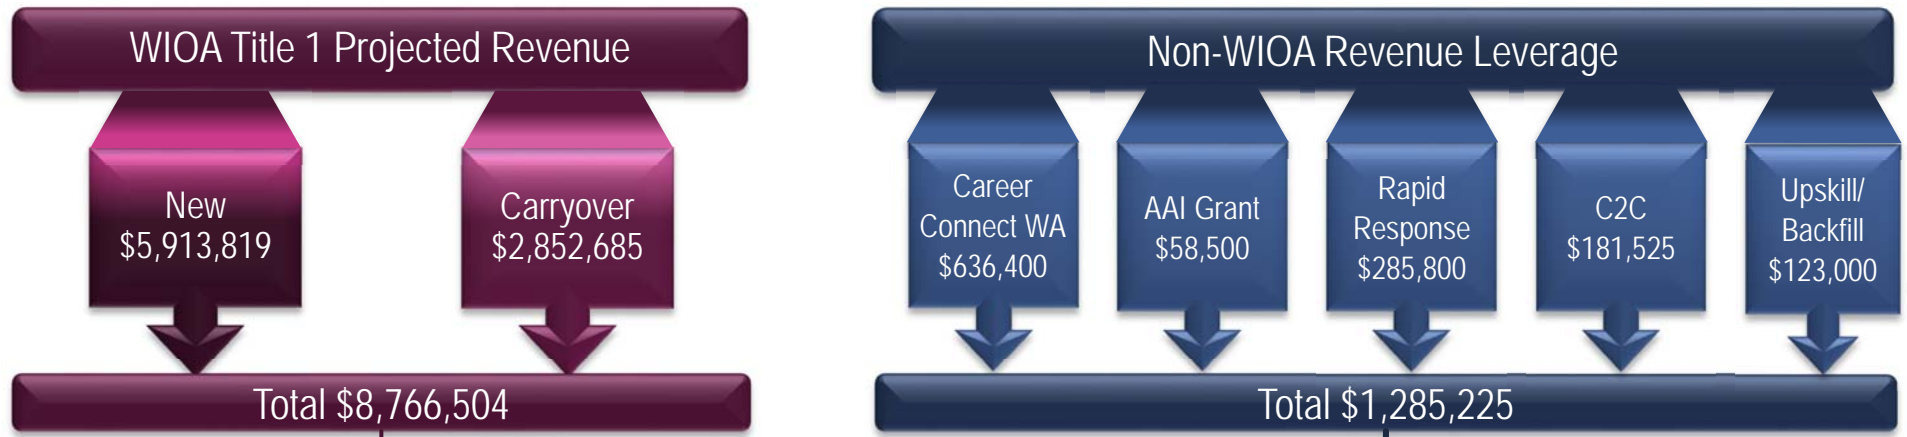 WIOA Title 1 Projected Revenue
New
$5,913,819
Carryover
$2,852,685
Total $8,766,504
Non-WIOA Revenue Leverage
Career
Connect WA
$636,400
AAI Grant
$58,500
Rapid
Response
$285,800
C2C
$181,525
Upskill/
Backfill
$123,000
Total $1,285,225